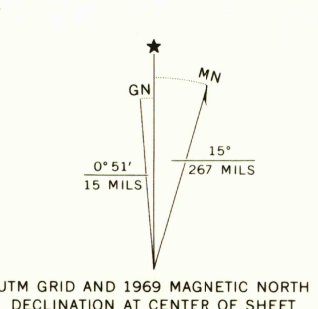 MN
GN
0°51′
15 MILS
15°
267 MILS
UTM GRID AND 1969 MAGNETIC NORTH
DECLINATION AT CENTER OF SHEET